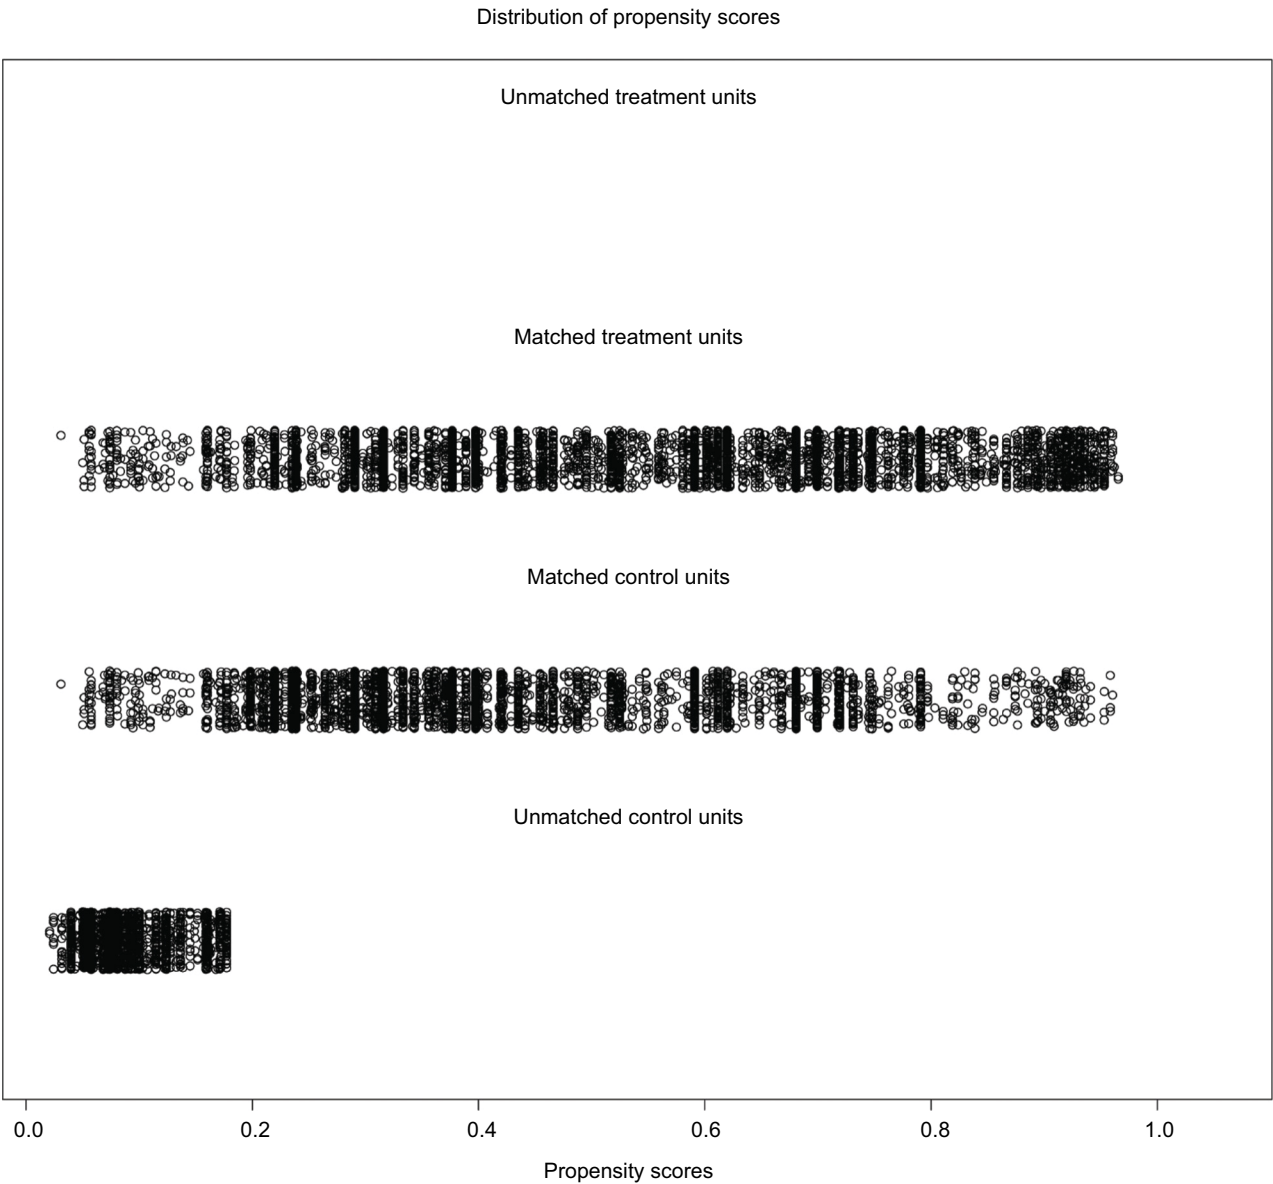 Distribution of propensity scores
Unmatched treatment units
Matched treatment units
Matched control units
Unmatched control units
0.0 0.2 0.4 0.6 0.8 1.0
Propensity scores